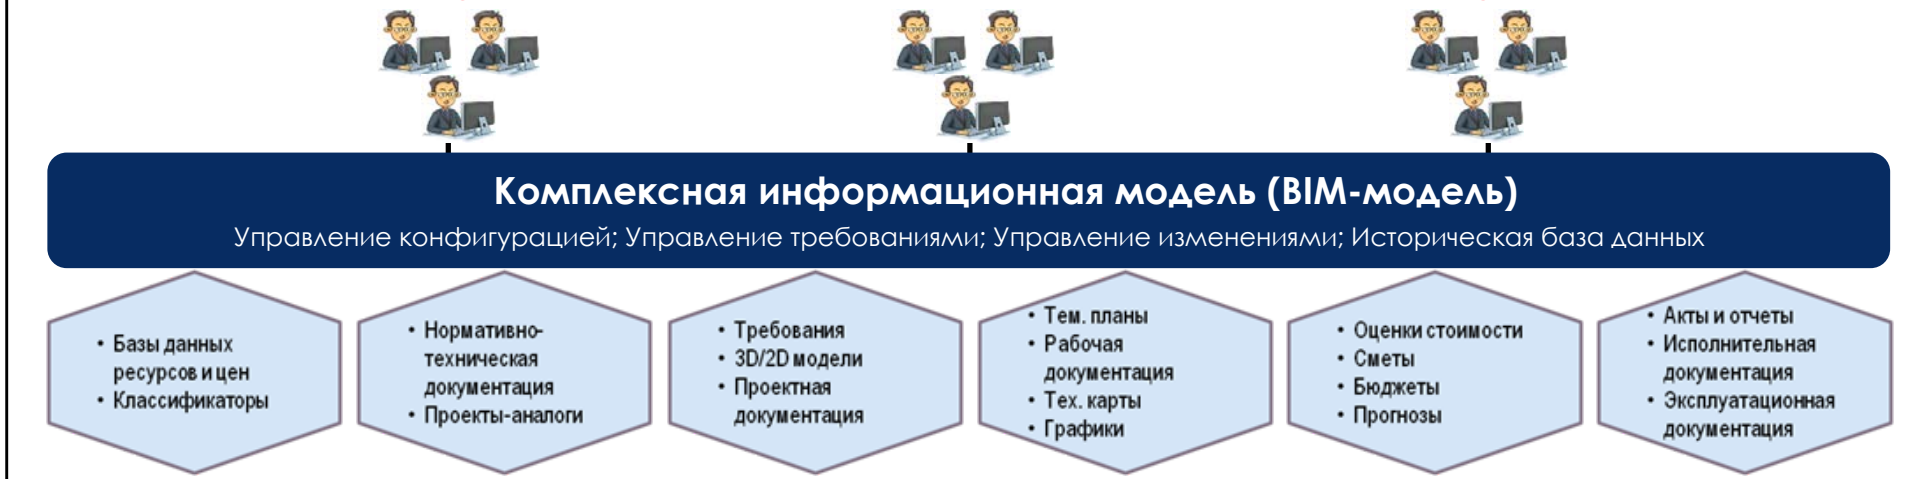 Комплексная информационная модель (BIM-модель)
Управление конфигурацией; Управление требованиями; Управление изменениями; Историческая база данных
• Базы данных
ресурсов и цен
• Классификаторы
• Нормативно-
техническая
документация
• Проекты-аналоги
• Требования
• 3D/2D модели
• Проектная
документация
• Тем. планы
• Рабочая
документация
• Тех. карты
• Графики
• Оценки стоимости
• Сметы
• Бюджеты
• Прогнозы
• Акты и отчеты
• Исполнительная
документация
• Эксплуатационная
документация